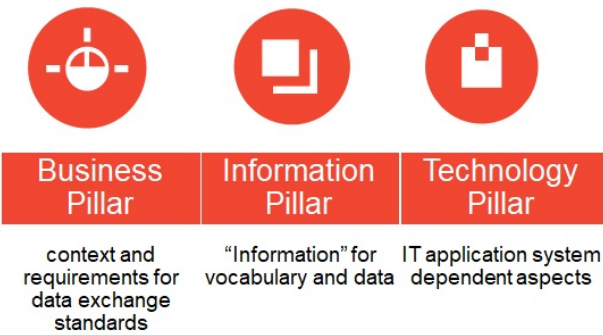 Business
Pillar
Information
Pillar
Technology
Pillar
context and
requirements for
data exchange
standards
“Information” for
vocabulary and data
IT application system
dependent aspects